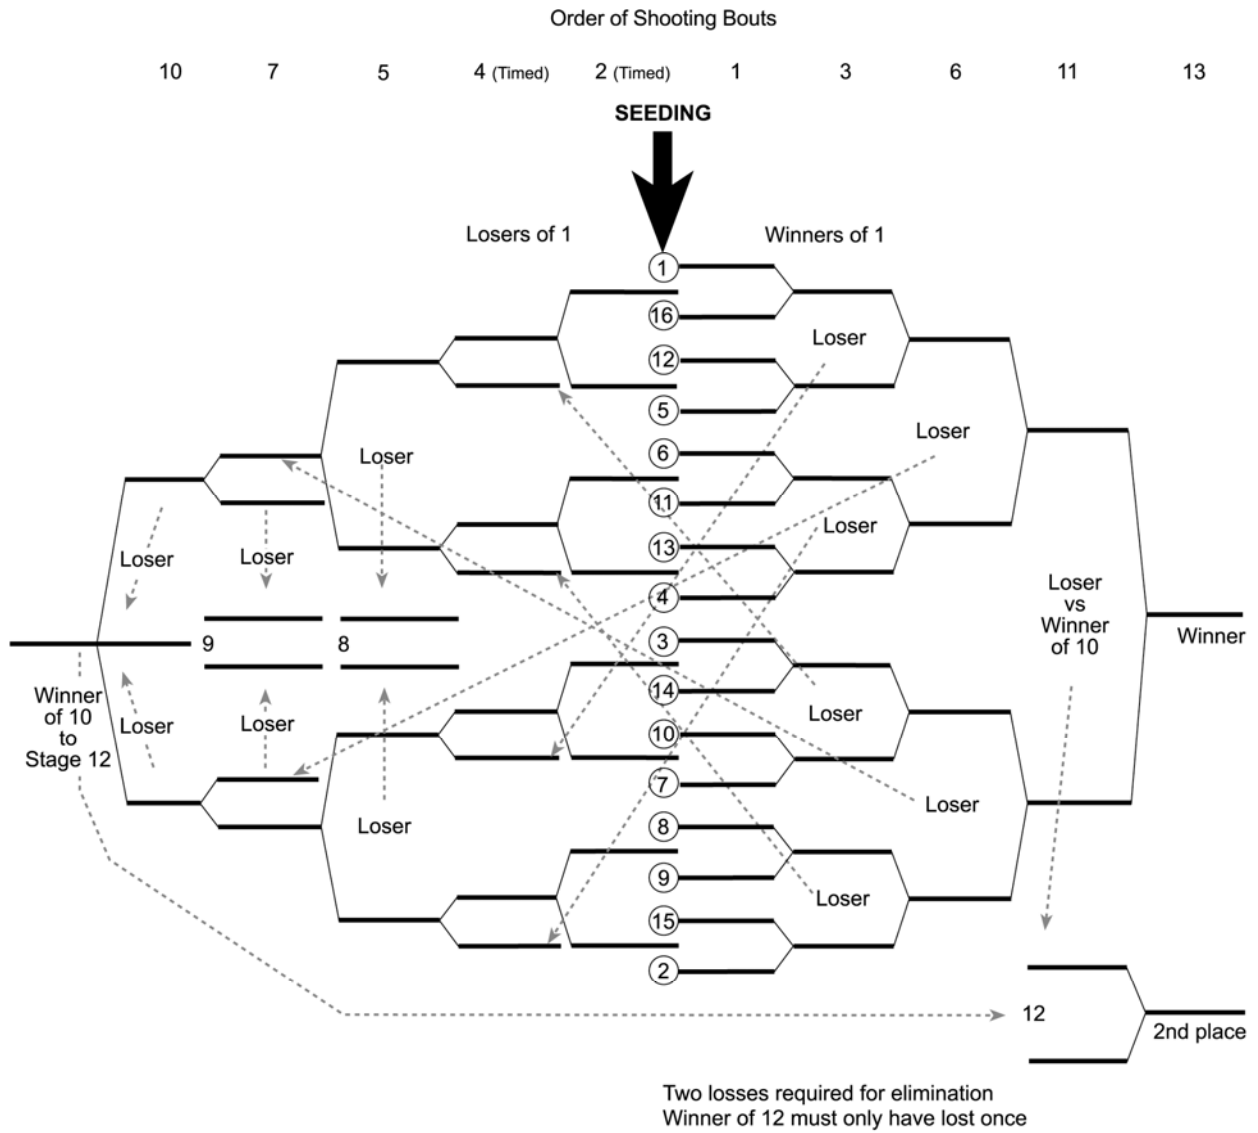 Order of Shooting Bouts
10 7 5 4 (Timed) 2 (Timed) 1 3 6 11 13
SEEDING
Losers of 1
Winners of 1
1
16
Loser
12
5
Loser
6
Loser
11
Loser
13
Loser
Loser
4
Loser
vs
Winner
of 10
9
8
3
Winner
14
Winner
of 10
to
Stage 12
Loser
Loser
Loser
10
7
Loser
Loser
8
9
Loser
15
2
12
2nd place
Two losses required for elimination
Winner of 12 must only have lost once